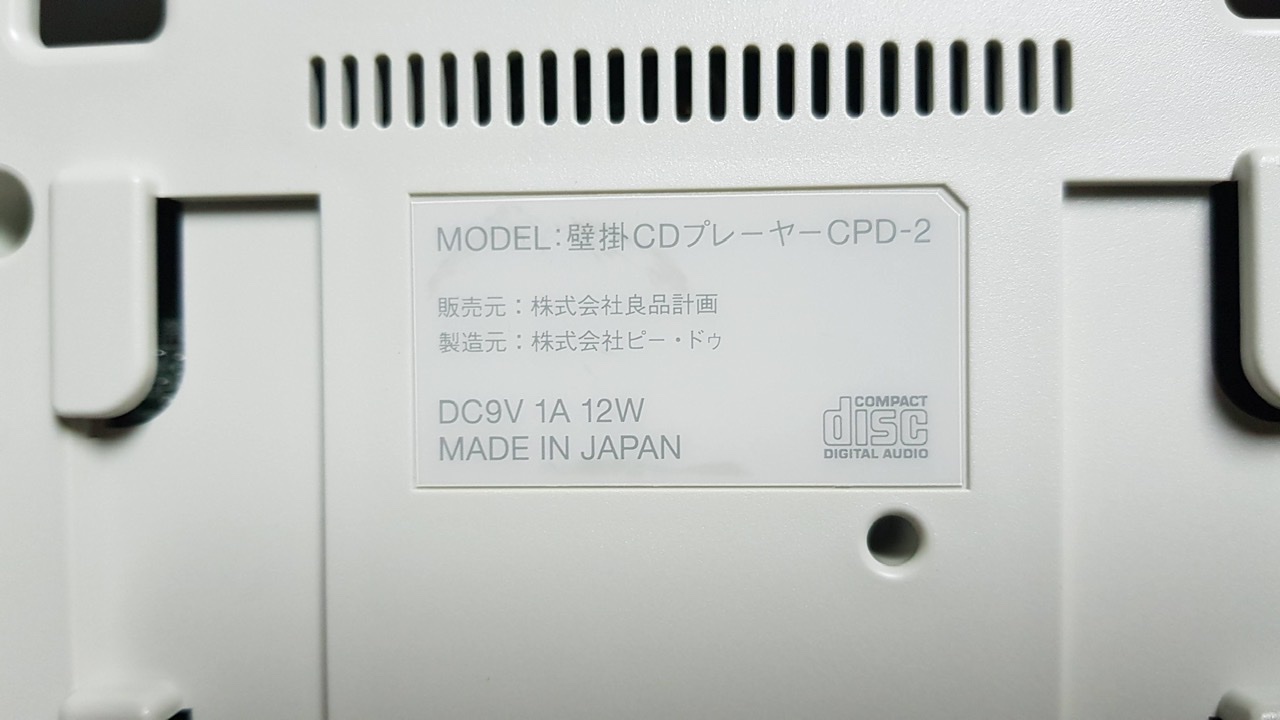 MODEL:壁掛CDプレーヤーCPD-2
販売元：株式会社良品計画
製造元：株式会社ピー・ドゥ
DC9V 1A 12W
MADE IN JAPAN
COMPACT
disc
DIGITAL AUDIO